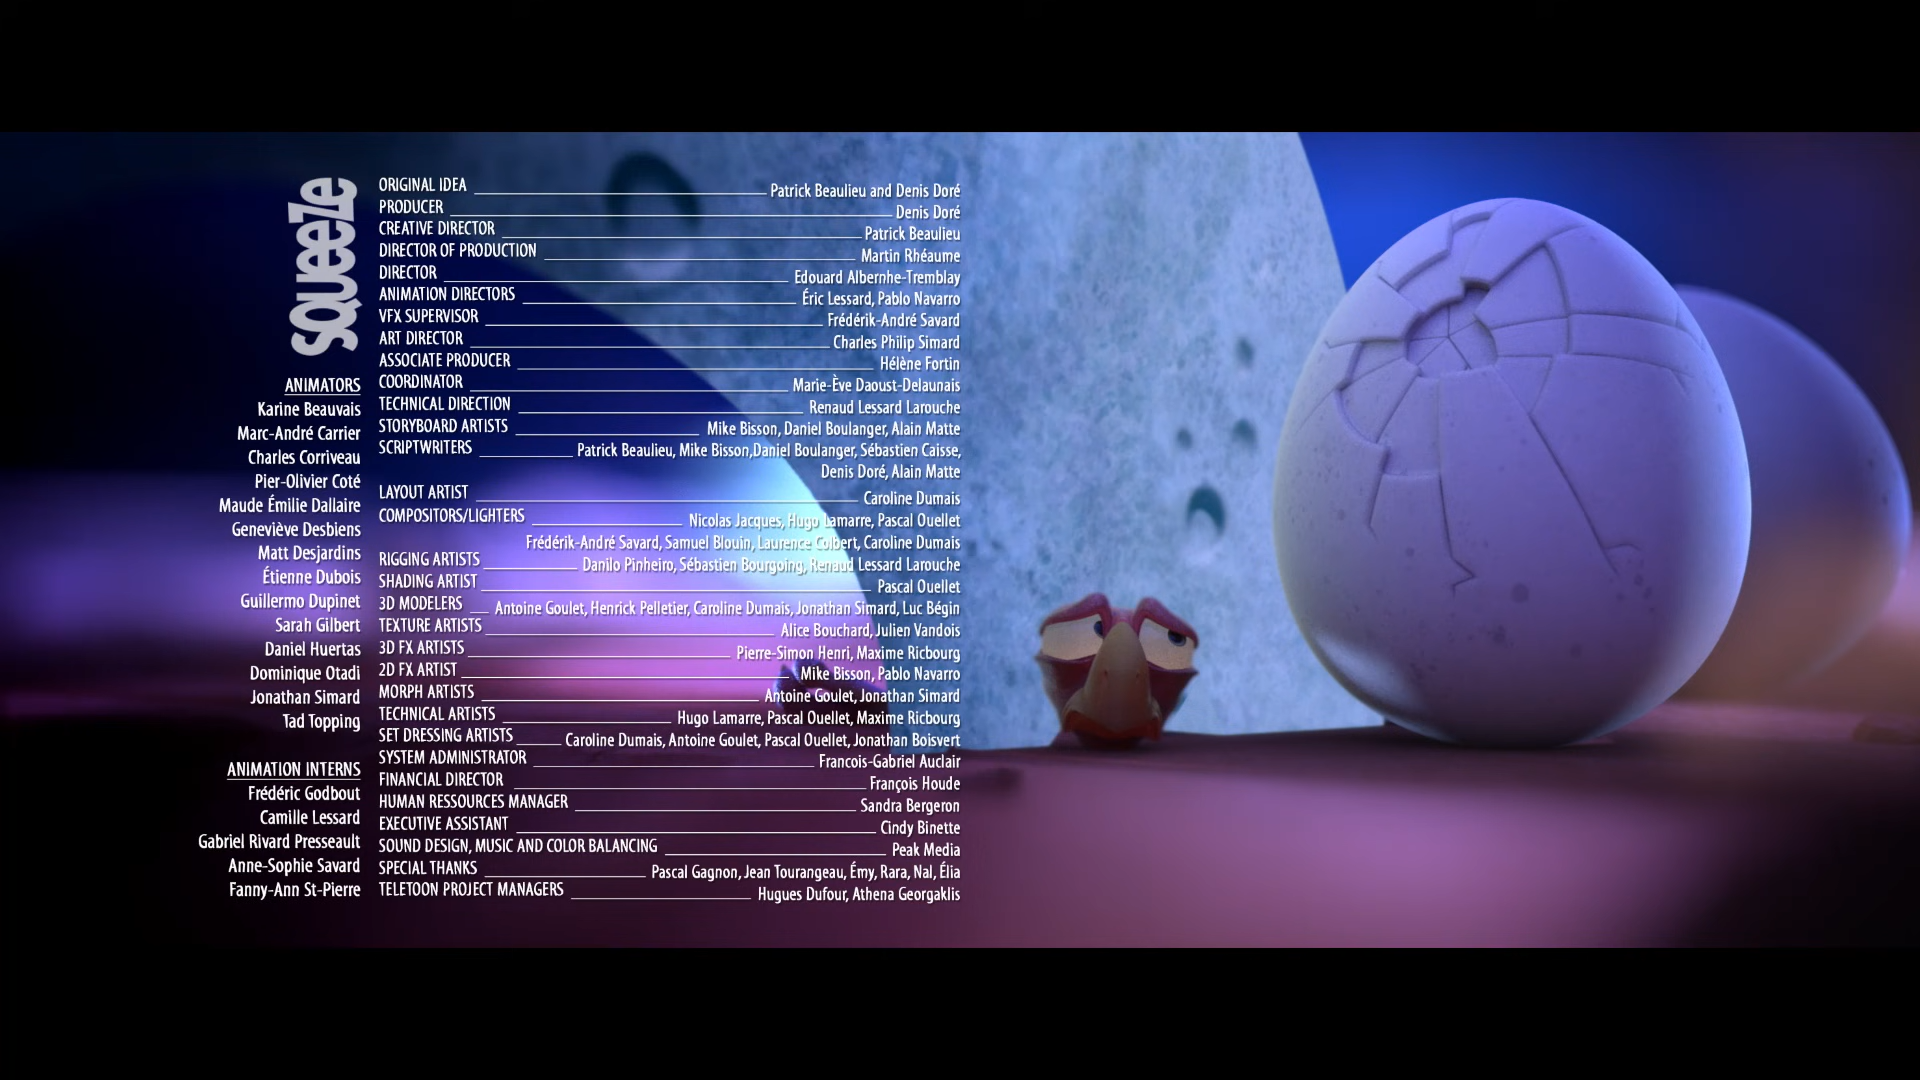 squeeze
ANIMATORS
Karine Beauvais
Marc-André Carrier
Charles Corriveau
Pier-Olivier Coté
Maude Émilie Dallaire
Geneviève Desbiens
Matt Desjardins
Étienne Dubois
Guillermo Dupinet
Sarah Gilbert
Daniel Huertas
Dominique Otadi
Jonathan Simard
Tad Topping
ANIMATION INTERNS
Frédéric Godbout
Camille Lessard
Gabriel Rivard Presseault
Anne-Sophie Savard
Fanny-Ann St-Pierre
ORIGINAL IDEA Patrick Beaulieu and Denis Doré
PRODUCER Denis Doré
CREATIVE DIRECTOR Patrick Beaulieu
DIRECTOR OF PRODUCTION Martin Rhéaume
DIRECTOR Edouard Albernhe-Tremblay
ANIMATION DIRECTORS Éric Lessard, Pablo Navarro
VFX SUPERVISOR Frédérik-André Savard
ART DIRECTOR Charles Philip Simard
ASSOCIATE PRODUCER Hélène Fortin
COORDINATOR Marie-Ève Daoust-Delaunais
TECHNICAL DIRECTION Renaud Lessard Larouche
STORYBOARD ARTISTS Mike Bisson, Daniel Boulanger, Alain Matte
SCRIPTWRITERS Patrick Beaulieu, Mike Bisson,Daniel Boulanger, Sébastien Caisse,
Denis Doré, Alain Matte
LAYOUT ARTIST Caroline Dumais
COMPOSITORS/LIGHTERS Nicolas Jacques, Hugo Lamarre, Pascal Ouellet
Frédérik-André Savard, Samuel Blouin, Laurence Colbert, Caroline Dumais
RIGGING ARTISTS Danilo Pinheiro, Sébastien Bourgoing, Renaud Lessard Larouche
SHADING ARTIST Pascal Ouellet
3D MODELERS Antoine Goulet, Henrick Pelletier, Caroline Dumais, Jonathan Simard, Luc Bégin
TEXTURE ARTISTS Alice Bouchard, Julien Vandois
3D FX ARTISTS Pierre-Simon Henri, Maxime Ricbourg
2D FX ARTIST Mike Bisson, Pablo Navarro
MORPH ARTISTS Antoine Goulet, Jonathan Simard
TECHNICAL ARTISTS Hugo Lamarre, Pascal Ouellet, Maxime Ricbourg
SET DRESSING ARTISTS Caroline Dumais, Antoine Goulet, Pascal Ouellet, Jonathan Boisvert
SYSTEM ADMINISTRATOR Francois-Gabriel Auclair
FINANCIAL DIRECTOR François Houde
HUMAN RESSOURCES MANAGER Sandra Bergeron
EXECUTIVE ASSISTANT Cindy Binette
SOUND DESIGN, MUSIC AND COLOR BALANCING Peak Media
SPECIAL THANKS Pascal Gagnon, Jean Tourangeau, Émy, Rara, Nal, Élia
TELETOON PROJECT MANAGERS Hugues Dufour, Athena Georgaklis